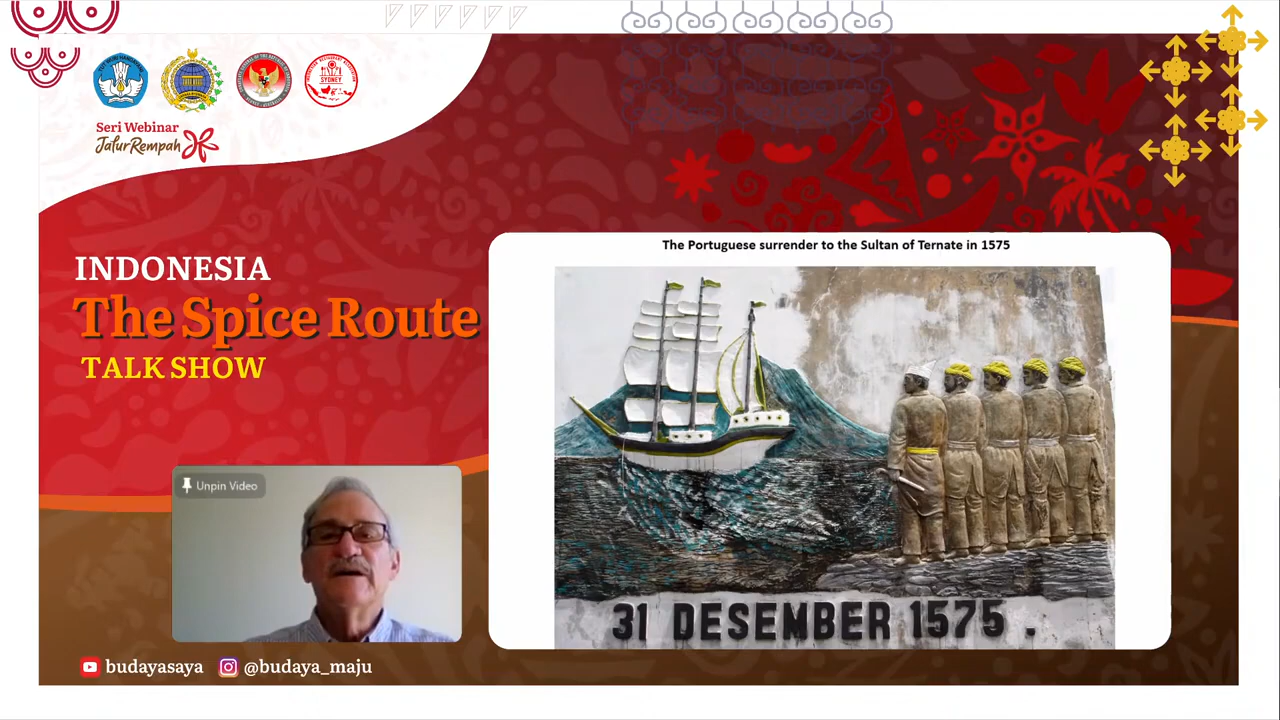 SYDNEY
Seri Webinar
Jalur Rempah
INDONESIA
The Spice Route
TALK SHOW
Unpin Video
budayasaya
@budaya_maju
The Portuguese surrender to the Sultan of Ternate in 1575
31 DESEMBER 1575 .